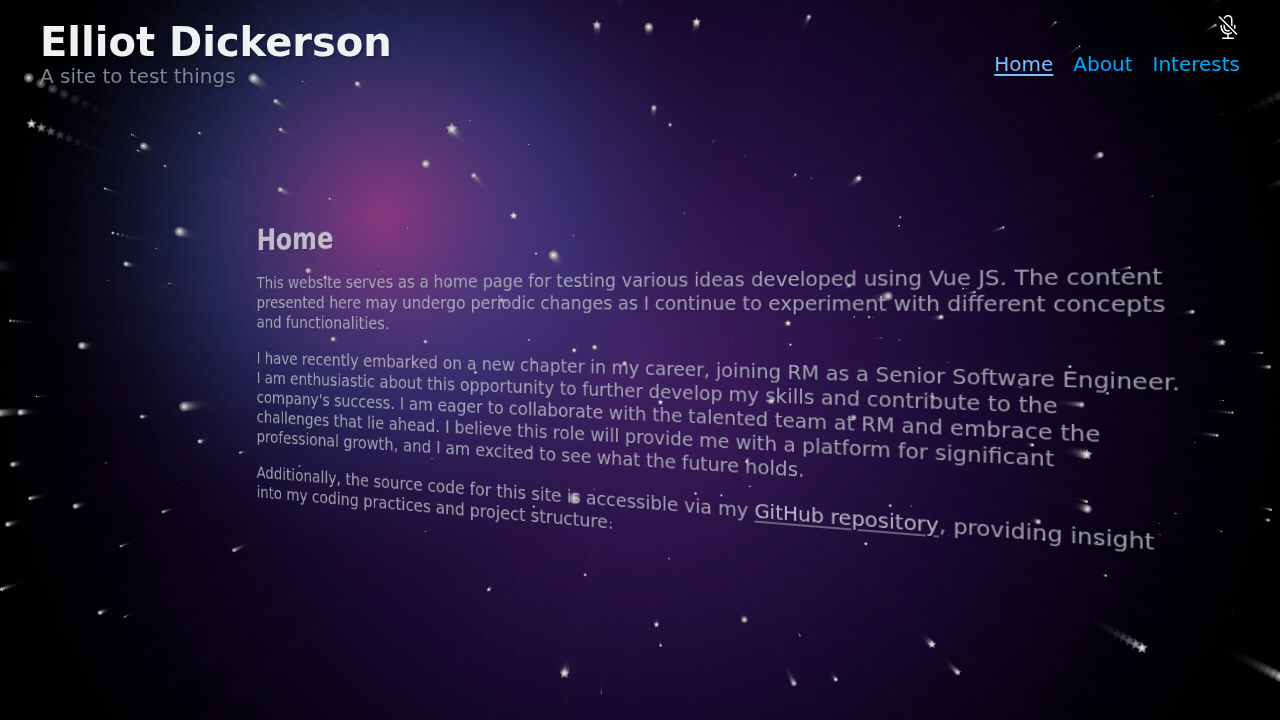 Elliot Dickerson
A site to test things
Home About Interests
Home
This website serves as a home page for testing various ideas developed using Vue JS. The content
presented here may undergo periodic changes as I continue to experiment with different concepts
and functionalities.
I have recently embarked on a new chapter in my career, joining RM as a Senior Software Engineer.
I am enthusiastic about this opportunity to further develop my skills and contribute to the
company's success. I am eager to collaborate with the talented team at RM and embrace the
challenges that lie ahead. I believe this role will provide me with a platform for significant
professional growth, and I am excited to see what the future holds.
Additionally, the source code for this site is accessible via my GitHub repository, providing insight
into my coding practices and project structure.